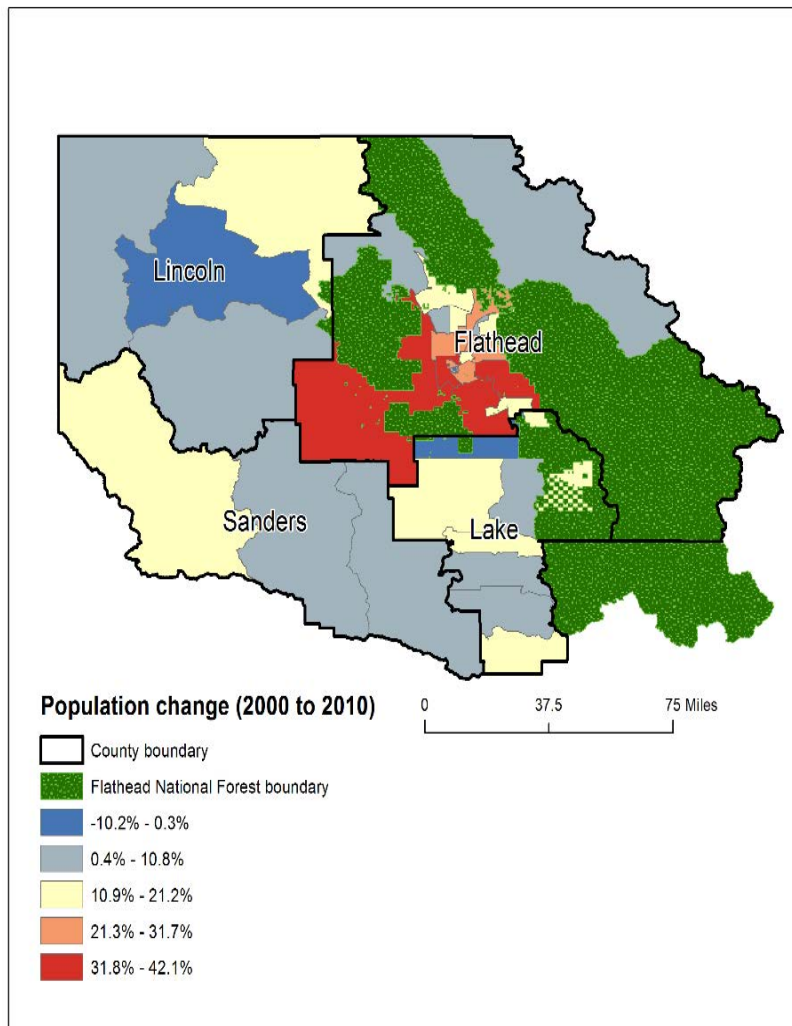 Lincoln
Flathead
Sanders
Lake
Population change (2000 to 2010)
0 37.5 75 Miles
County boundary
Flathead National Forest boundary
-10.2% - 0.3%
0.4% - 10.8%
10.9% - 21.2%
21.3% - 31.7%
31.8% - 42.1%